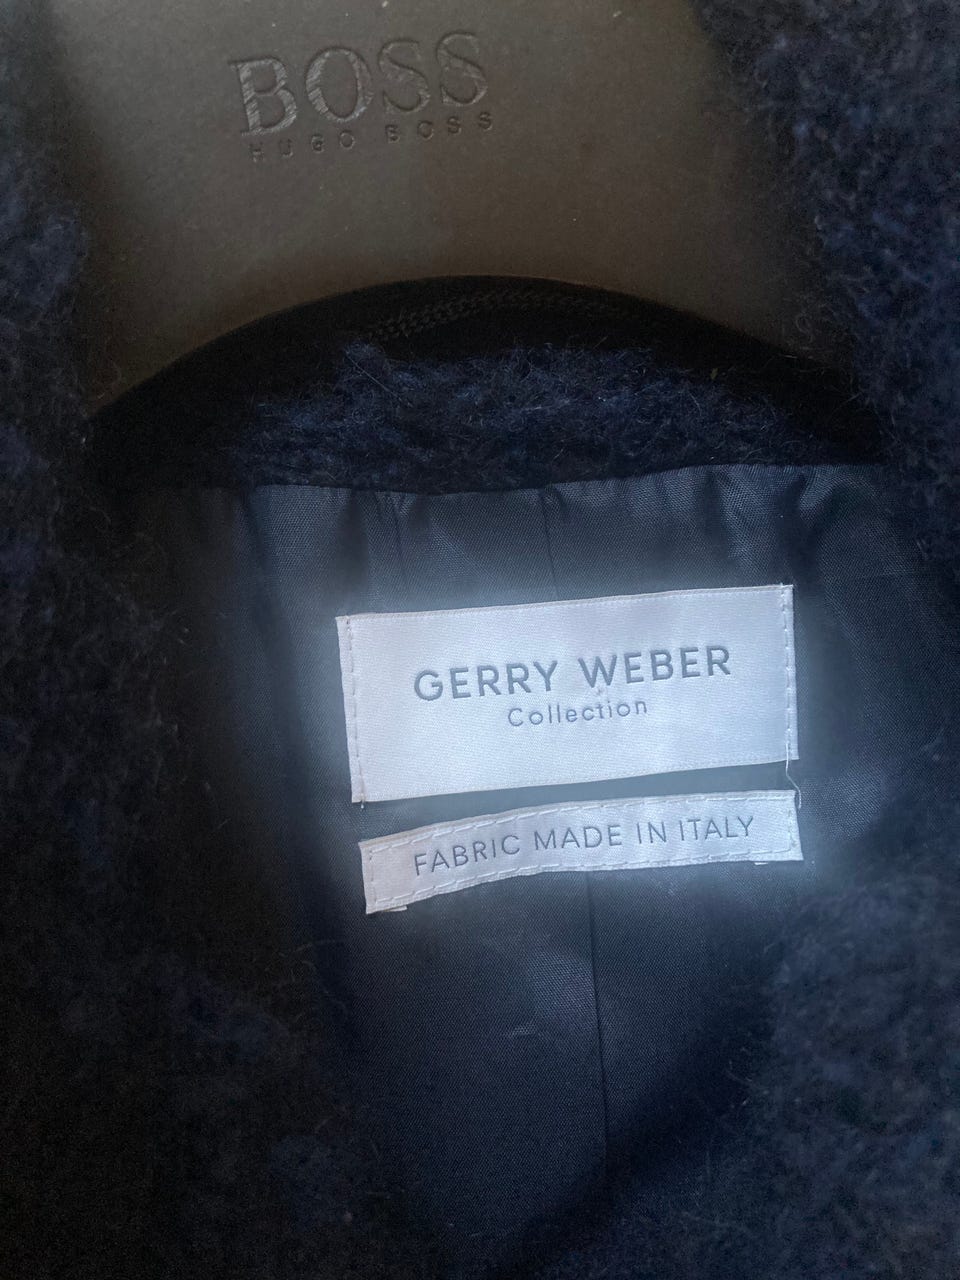 BOSS
HUGO BOSS
GERRY WEBER
Collection
FABRIC MADE IN ITALY